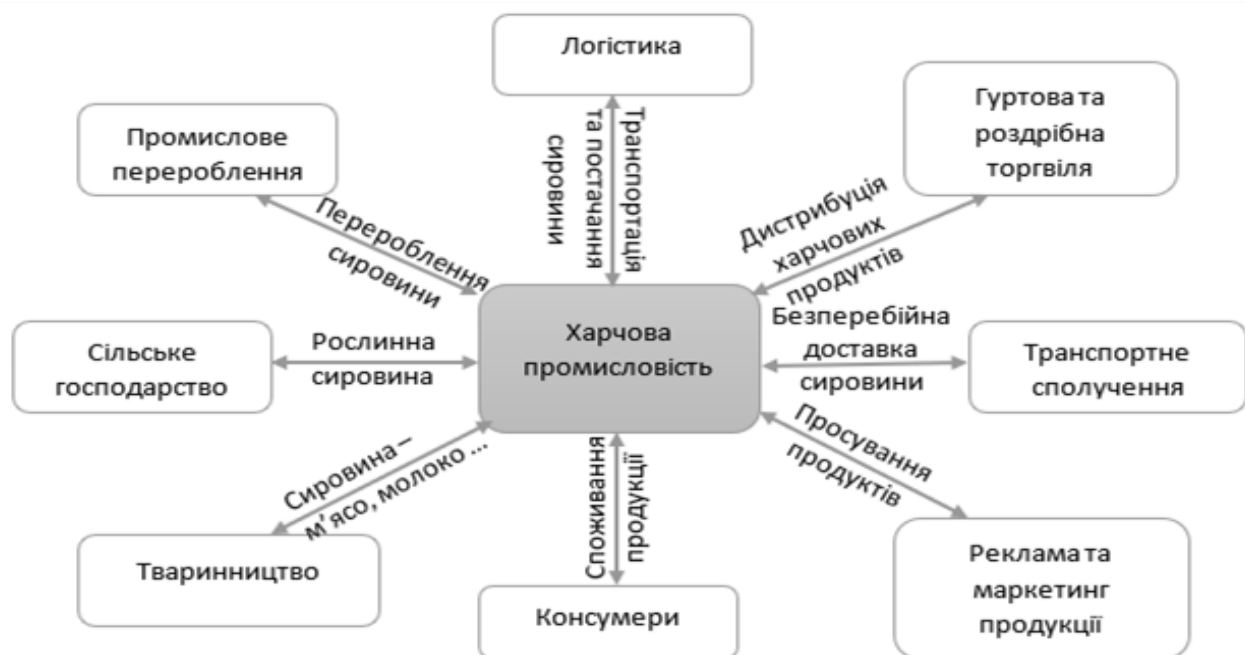 Логістика
Гуртова та
роздрібна
торгвіля
Промислове
перероблення
Транспортація
та постачання
сировини
Дистрибуція
харчових
продуктів
Перероблення
сировини
Харчова
промисловість
Сільське
господарство
Рослинна
сировина
Безперебійна
доставка
сировини
Транспортне
сполучення
Сировина –
м’ясо, молоко ...
Споживання
продукції
Просування
продуктів
Тваринництво
Консумери
Реклама та
маркетинг
продукції